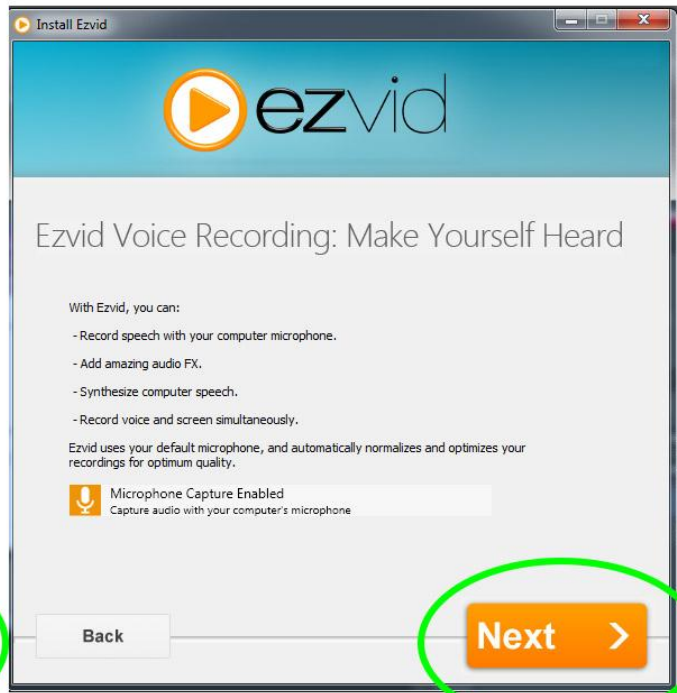 Install Ezvid
ezvid
Ezvid Voice Recording: Make Yourself Heard
With Ezvid, you can:
- Record speech with your computer microphone.
- Add amazing audio FX.
- Synthesize computer speech.
- Record voice and screen simultaneously.
Ezvid uses your default microphone, and automatically normalizes and optimizes your
recordings for optimum quality.
Microphone Capture Enabled
Capture audio with your computer's microphone
Back
Next